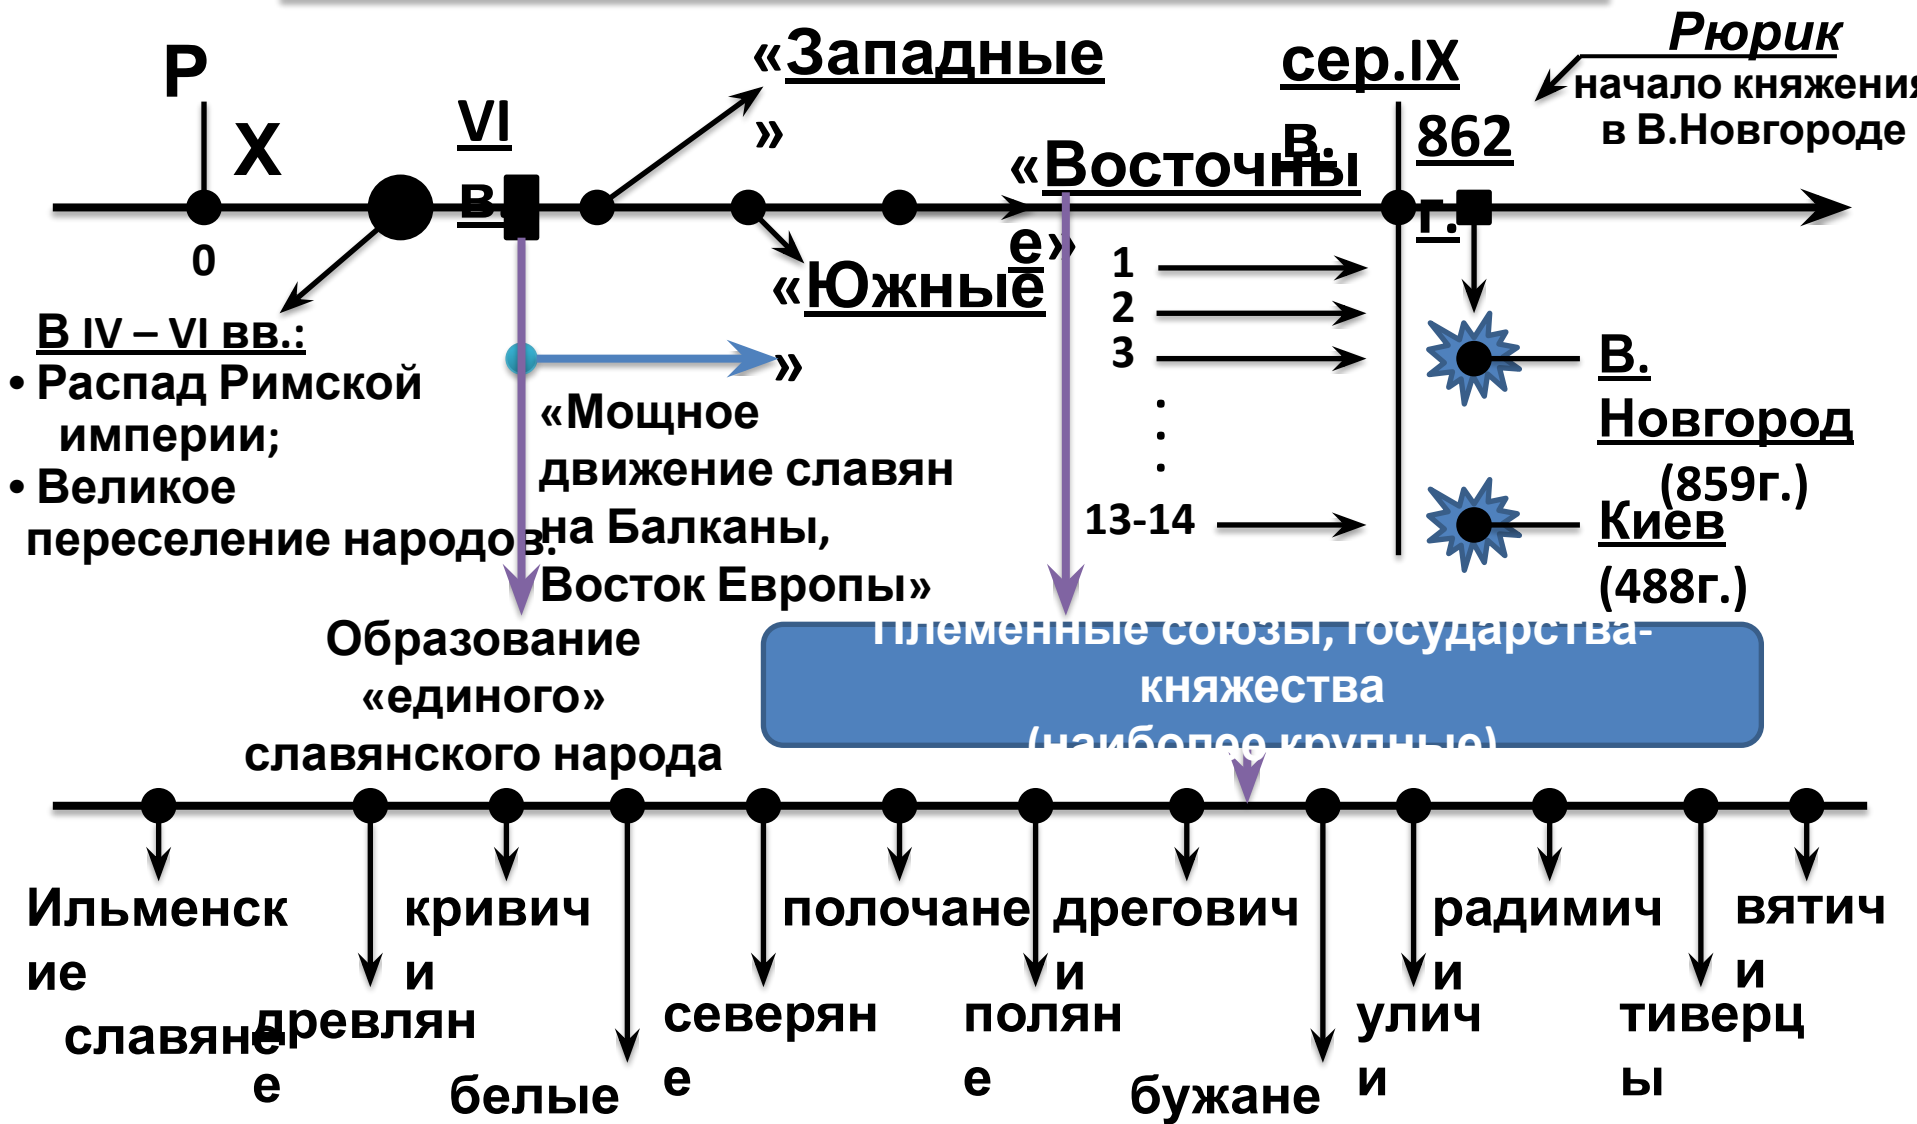 Р
Х
0
VI
в.
«Западные
»
«Южные
»
«Восточны
е»
сер.IX
в.
862
г.
Рюрик
начало княжения
в В.Новгороде
В IV – VI вв.:
• Распад Римской
империи;
• Великое
переселение народов.
«Мощное
движение славян
на Балканы,
Восток Европы»
1
2
3
.
.
.
13-14
В.
Новгород
(859г.)
Киев
(488г.)
Образование
«единого»
славянского народа
Племенные союзы, государства-
княжества
(наиболее крупные)
Ильменск
ие
славяне
древлян
е
кривич
и
белые
северян
е
полочане
полян
е
дрегович
и
бужане
улич
и
радимич
и
тиверц
ы
вятич
и